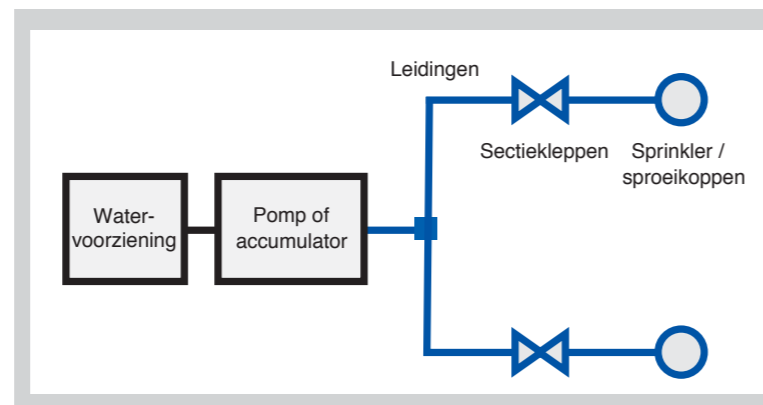 Leidingen
Sectiekleppen
Sprinkler /
sproeikoppen
Water-
voorziening
Pomp of
accumulator